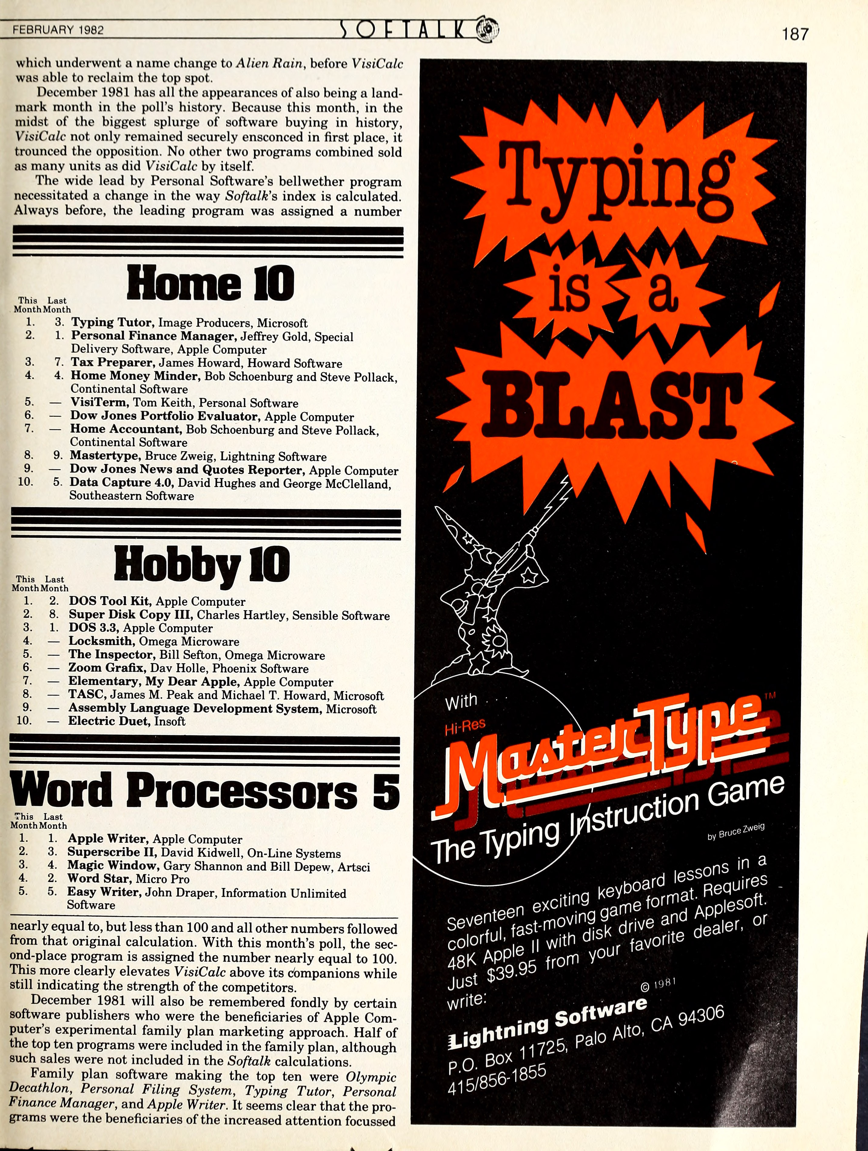 FEBRUARY 1982
SOFTALK
187
which underwent a name change to Alien Rain, before VisiCalc
was able to reclaim the top spot.
December 1981 has all the appearances of also being a land-
mark month in the poll's history. Because this month, in the
midst of the biggest splurge of software buying in history,
VisiCalc not only remained securely ensconced in first place, it
trounced the opposition. No other two programs combined sold
as many units as did VisiCalc by itself.
The wide lead by Personal Software's bellwether program
necessitated a change in the way Softalk's index is calculated.
Always before, the leading program was assigned a number
Home 10
This Last
Month Month
1. 3. Typing Tutor, Image Producers, Microsoft
2. 1. Personal Finance Manager, Jeffrey Gold, Special
Delivery Software, Apple Computer
3. 7. Tax Preparer, James Howard, Howard Software
4. 4. Home Money Minder, Bob Schoenburg and Steve Pollack,
Continental Software
5. — VisiTerm, Tom Keith, Personal Software
6. — Dow Jones Portfolio Evaluator, Apple Computer
7. — Home Accountant, Bob Schoenburg and Steve Pollack,
Continental Software
8. 9. Mastertype, Bruce Zweig, Lightning Software
9. — Dow Jones News and Quotes Reporter, Apple Computer
10. 5. Data Capture 4.0, David Hughes and George McClelland,
Southeastern Software
Hobby 10
This Last
Month Month
1. 2. DOS Tool Kit, Apple Computer
2. 8. Super Disk Copy III, Charles Hartley, Sensible Software
3. 1. DOS 3.3, Apple Computer
4. — Locksmith, Omega Microware
5. — The Inspector, Bill Sefton, Omega Microware
6. — Zoom Grafix, Dav Holle, Phoenix Software
7. — Elementary, My Dear Apple, Apple Computer
8. — TASC, James M. Peak and Michael T. Howard, Microsoft
9. — Assembly Language Development System, Microsoft
10. — Electric Duet, Insoft
Word Processors 5
This Last
Month Month
1. 1. Apple Writer, Apple Computer
2. 3. Superscribe II, David Kidwell, On-Line Systems
3. 4. Magic Window, Gary Shannon and Bill Depew, Artsci
4. 2. Word Star, Micro Pro
5. 5. Easy Writer, John Draper, Information Unlimited
Software
nearly equal to, but less than 100 and all other numbers followed
from that original calculation. With this month's poll, the sec-
ond-place program is assigned the number nearly equal to 100.
This more clearly elevates VisiCalc above its companions while
still indicating the strength of the competitors.
December 1981 will also be remembered fondly by certain
software publishers who were the beneficiaries of Apple Com-
puter's experimental family plan marketing approach. Half of
the top ten programs were included in the family plan, although
such sales were not included in the Softalk calculations.
Family plan software making the top ten were Olympic
Decathlon, Personal Filing System, Typing Tutor, Personal
Finance Manager, and Apple Writer. It seems clear that the pro-
grams were the beneficiaries of the increased attention focussed
Typing
is a
BLAST
With . . .
Hi-Res
MasterType™
The Typing Instruction Game
by Bruce Zweig
Seventeen exciting keyboard lessons in a
colorful, fast-moving game format. Requires
48K Apple II with disk drive and Applesoft.
Just $39.95 from your favorite dealer, or
write:
© 1981
Lightning Software
P.O. Box 11725, Palo Alto, CA 94306
415/856-1855